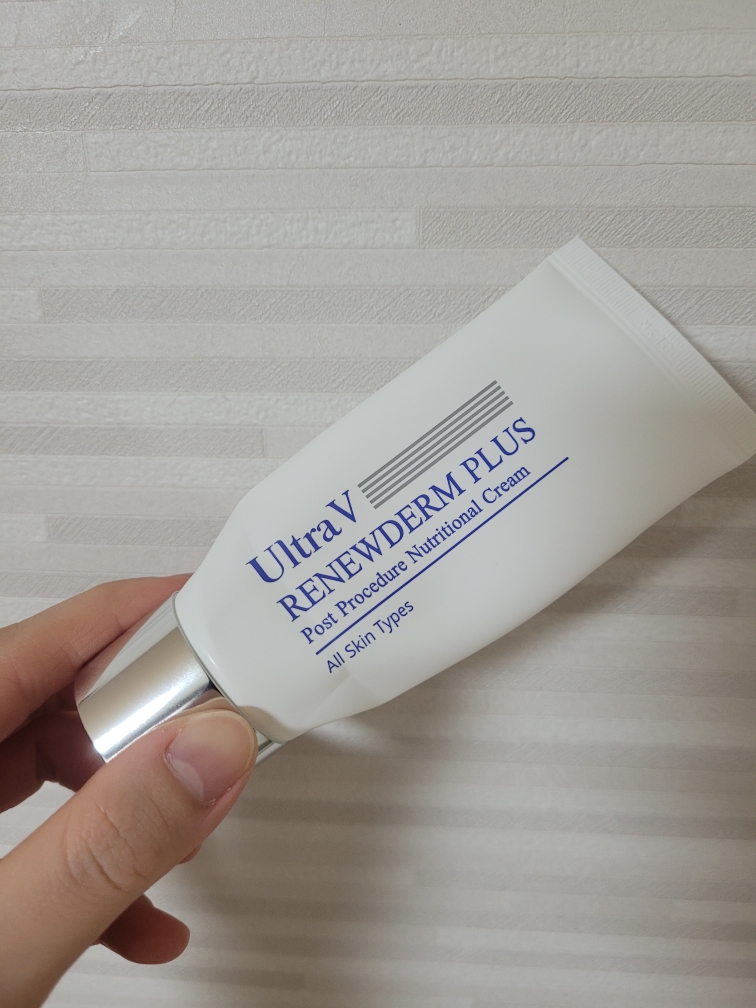 Ultra V
RENEWDERM PLUS
Post Procedure Nutritional Cream
All Skin Types